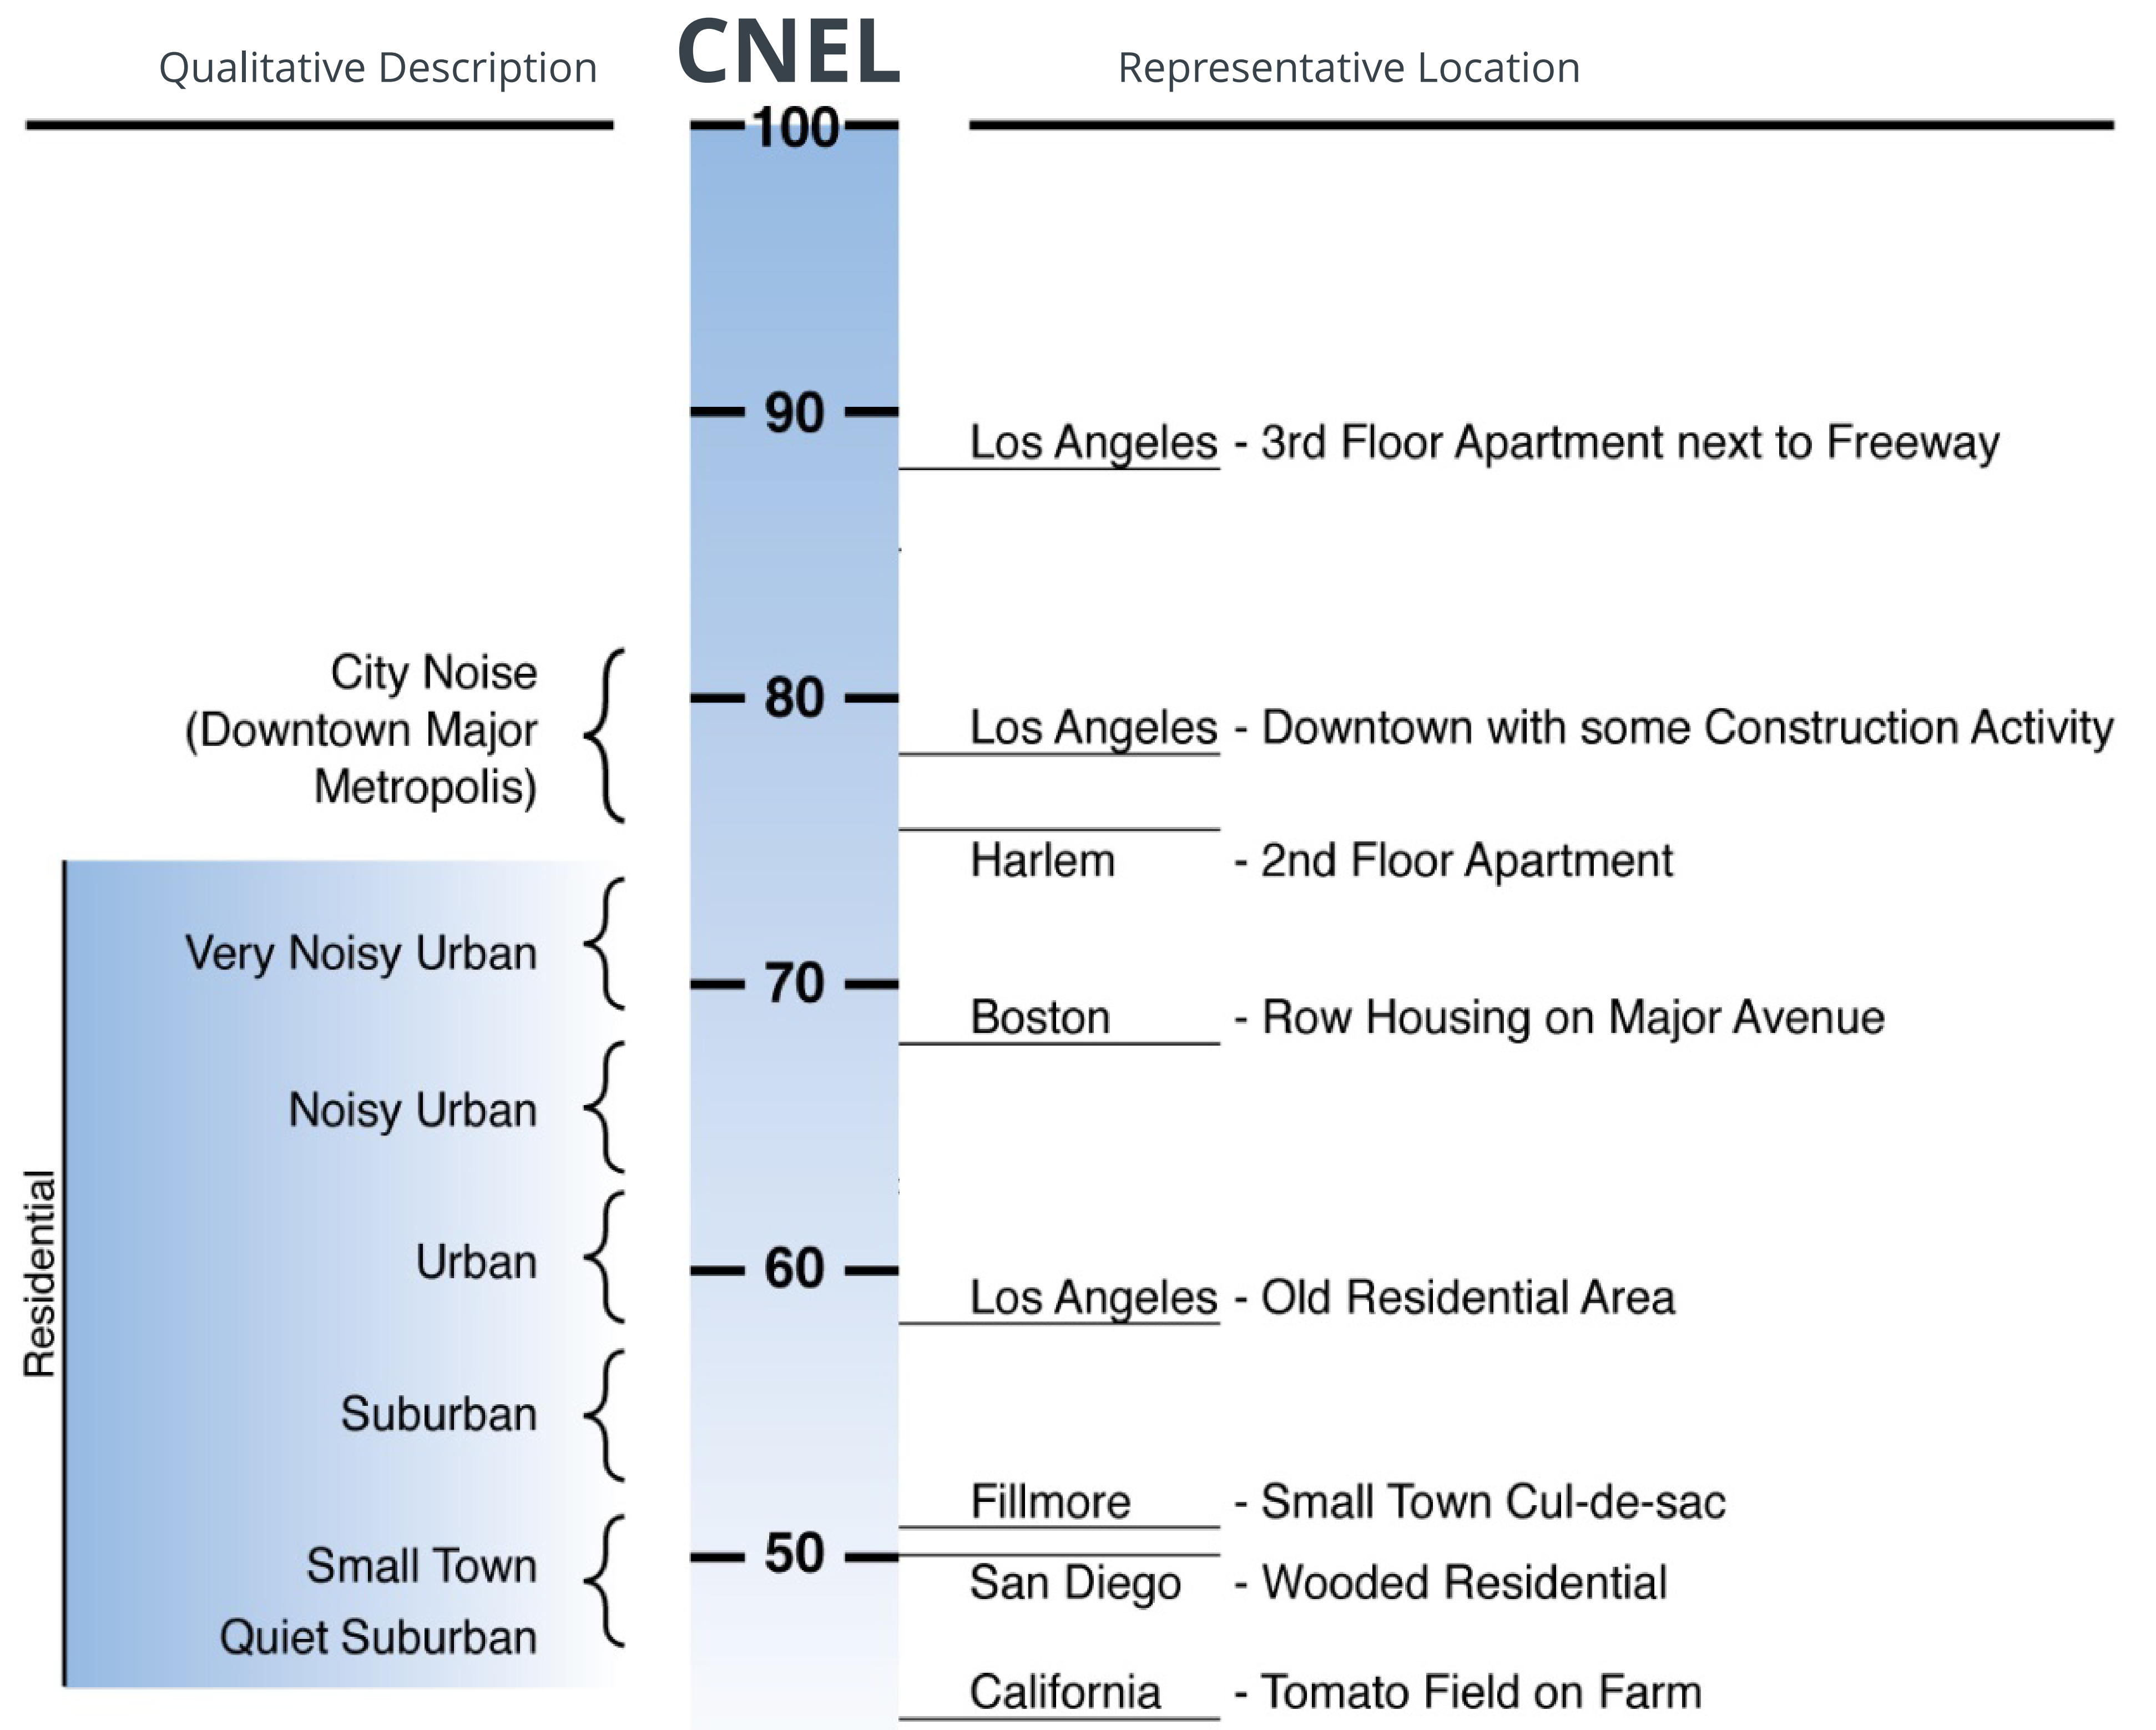 Qualitative Description CNEL Representative Location
100
90
Los Angeles - 3rd Floor Apartment next to Freeway
City Noise
(Downtown Major
Metropolis)
80
Los Angeles - Downtown with some Construction Activity
Harlem - 2nd Floor Apartment
Residential
Very Noisy Urban
70
Boston - Row Housing on Major Avenue
Noisy Urban
Urban
60
Los Angeles - Old Residential Area
Suburban
Fillmore - Small Town Cul-de-sac
50
Small Town
San Diego - Wooded Residential
Quiet Suburban
California - Tomato Field on Farm